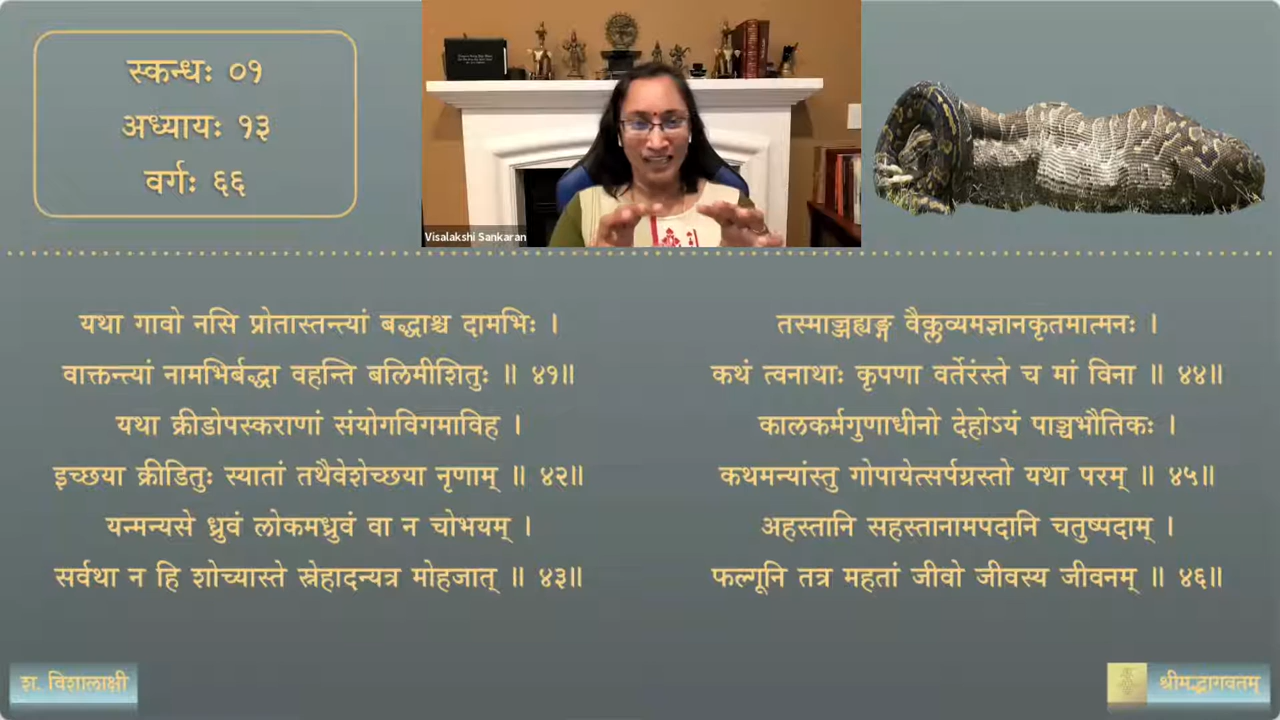 स्कन्धः ०१
अध्यायः १३
वर्गः ६६
Visalakshi Sankaran
यथा गावो नसि प्रोतास्तन्त्यां बद्धाश्च दामभिः ।
वाक्तन्त्यां नामभिर्बद्धा वहन्ति बलिमीशितुः ॥ ४१॥
यथा क्रीडोपस्कराणां संयोगविगमाविह ।
इच्छया क्रीडितुः स्यातां तथैवेशेच्छया नृणाम् ॥ ४२॥
यन्मन्यसे ध्रुवं लोकमध्रुवं वा न चोभयम् ।
सर्वथा न हि शोच्यास्ते स्नेहादन्यत्र मोहजात् ॥ ४३॥
तस्माज्जह्यङ्ग वैक्लव्यमज्ञानकृतमात्मनः ।
कथं त्वनाथाः कृपणा वर्तेरंस्ते च मां विना ॥ ४४॥
कालकर्मगुणाधीनो देहोऽयं पाञ्चभौतिकः ।
कथमन्यांस्तु गोपायेत्सर्पग्रस्तो यथा परम् ॥ ४५॥
अहस्तानि सहस्तानामपदानि चतुष्पदाम् ।
फल्गूनि तत्र महतां जीवो जीवस्य जीवनम् ॥ ४६॥
श. विशालाक्षी
श्रीमद्भागवतम्